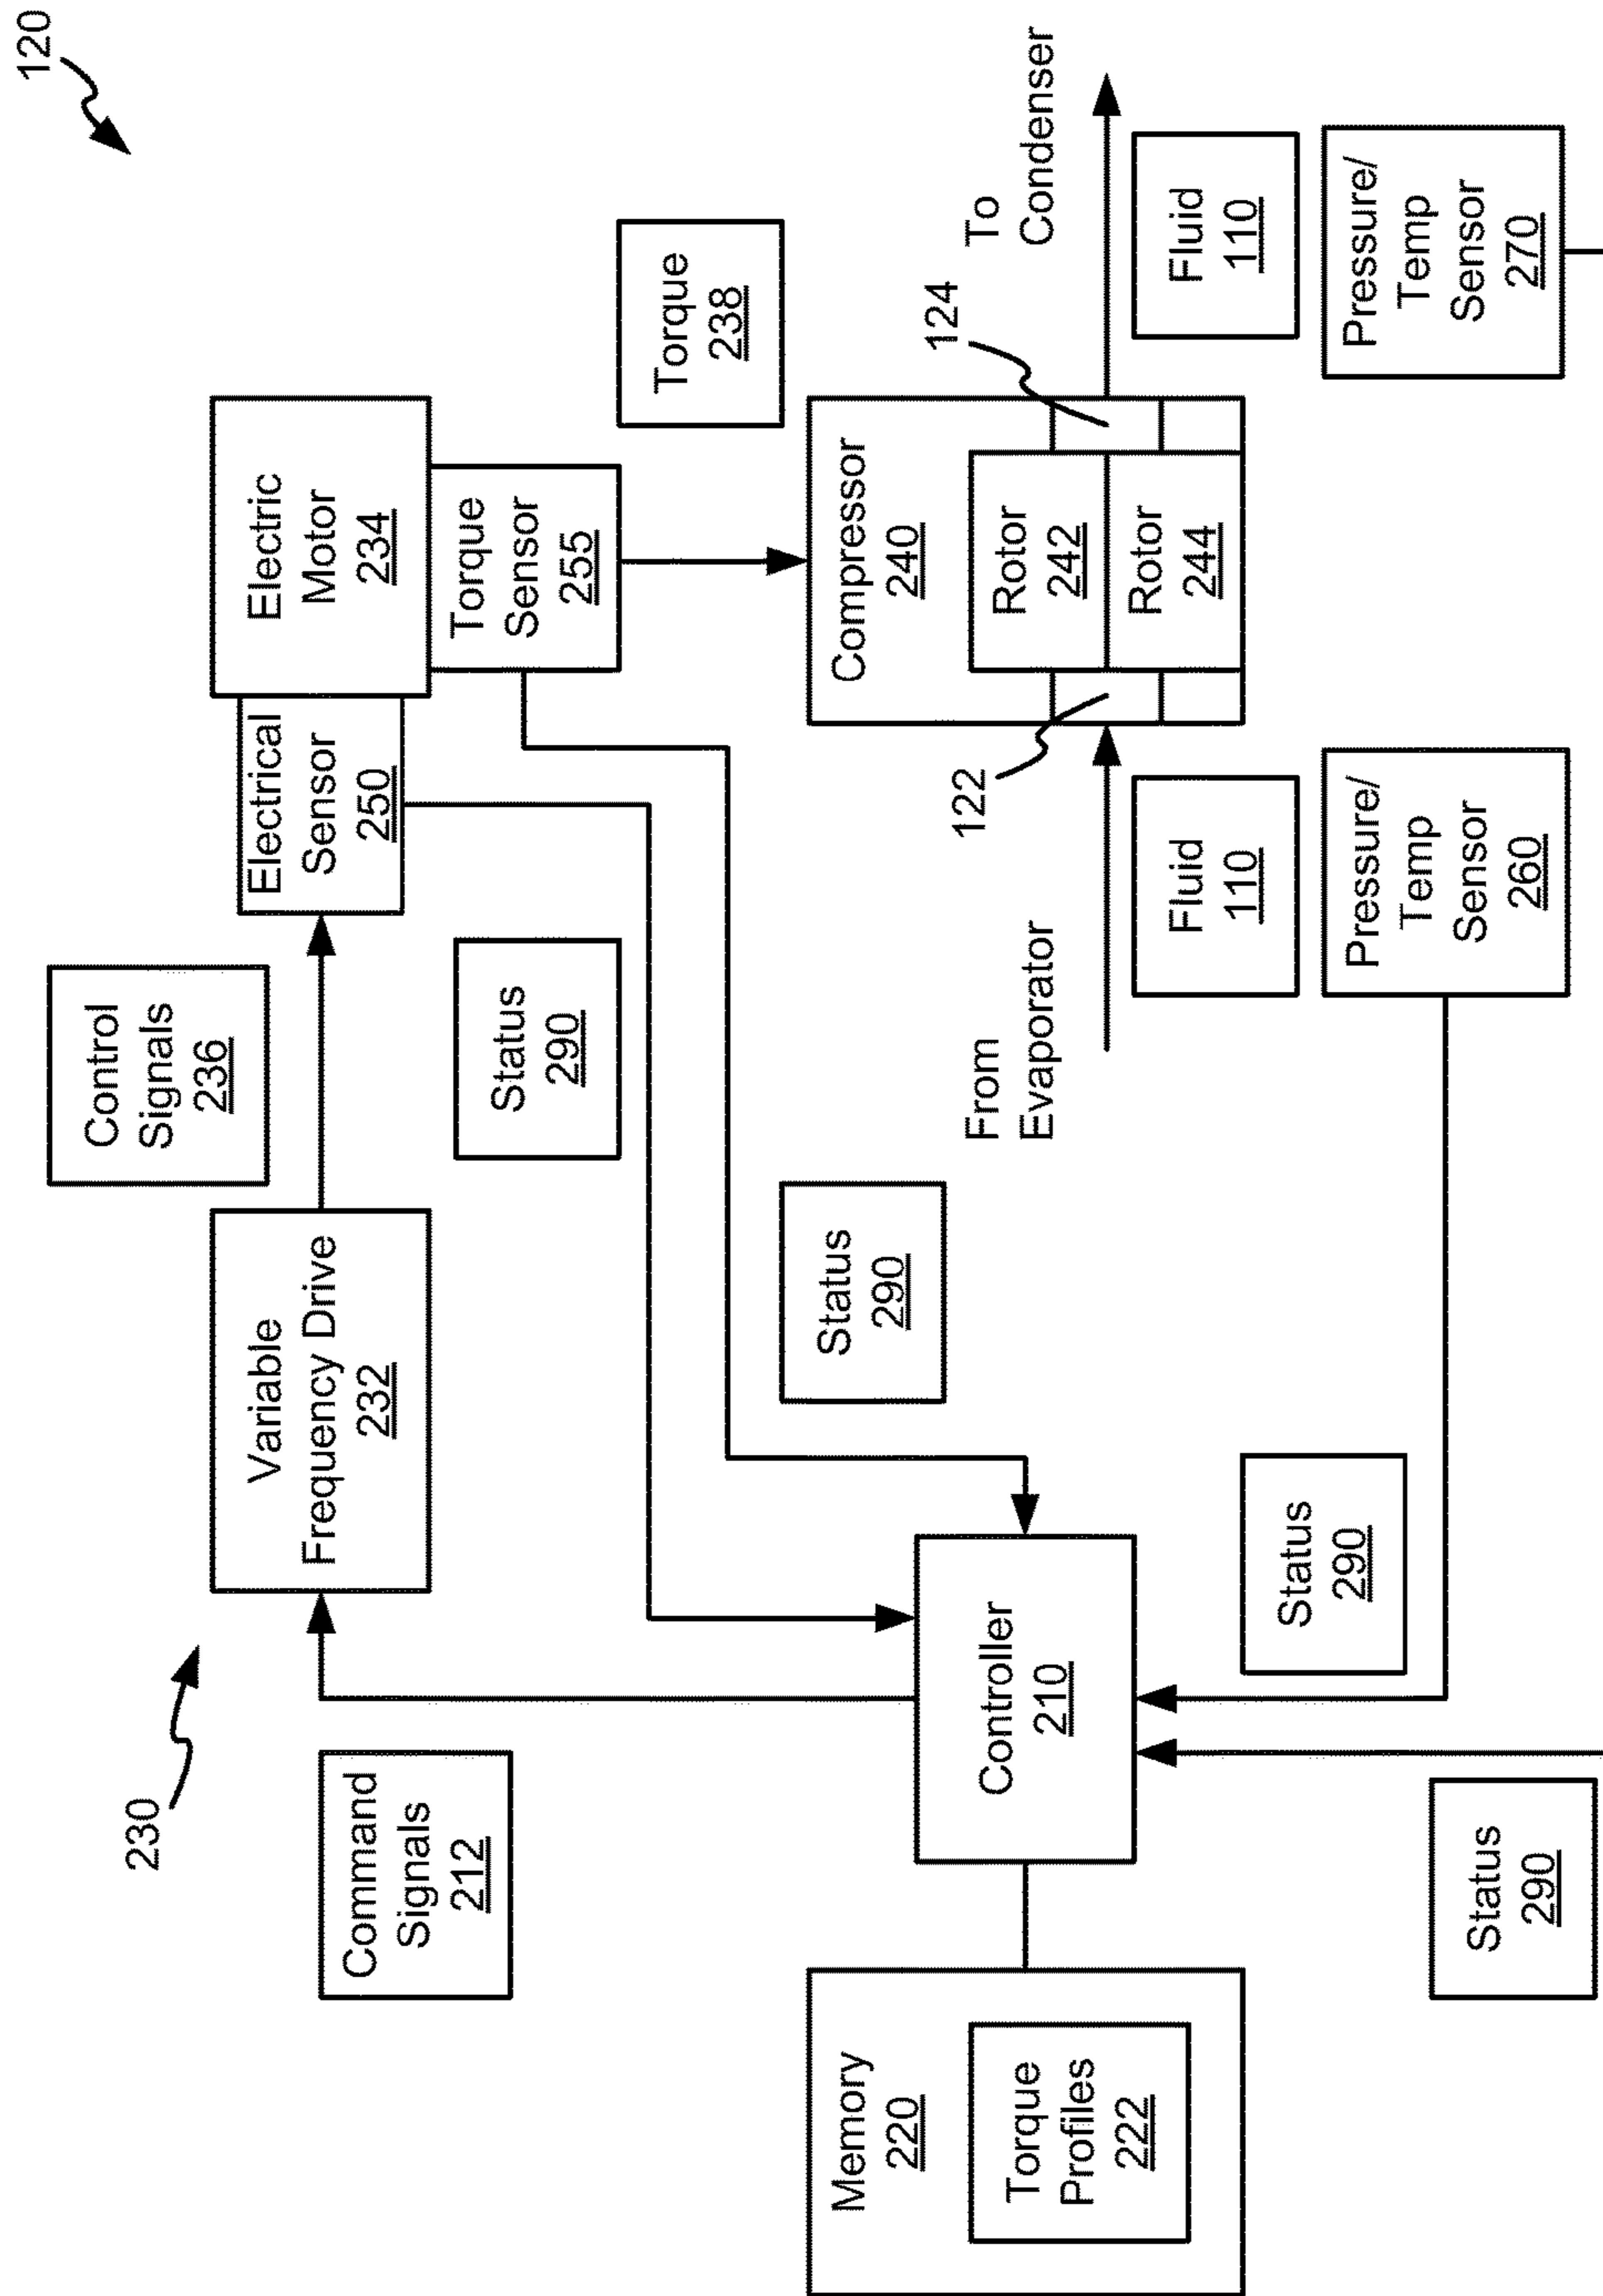 120
230
Control
Signals
236
Variable
Frequency Drive
232
Electrical
Sensor
250
Electric
Motor
234
Command
Signals
212
Status
290
Torque
Sensor
255
Torque
238
Status
290
Memory
220
Torque
Profiles
222
Controller
210
From
Evaporator
122
Compressor
240
Rotor
242
Rotor
244
124
To
Condenser
Fluid
110
Fluid
110
Status
290
Pressure/
Temp
Sensor
260
Pressure/
Temp
Sensor
270
Status
290